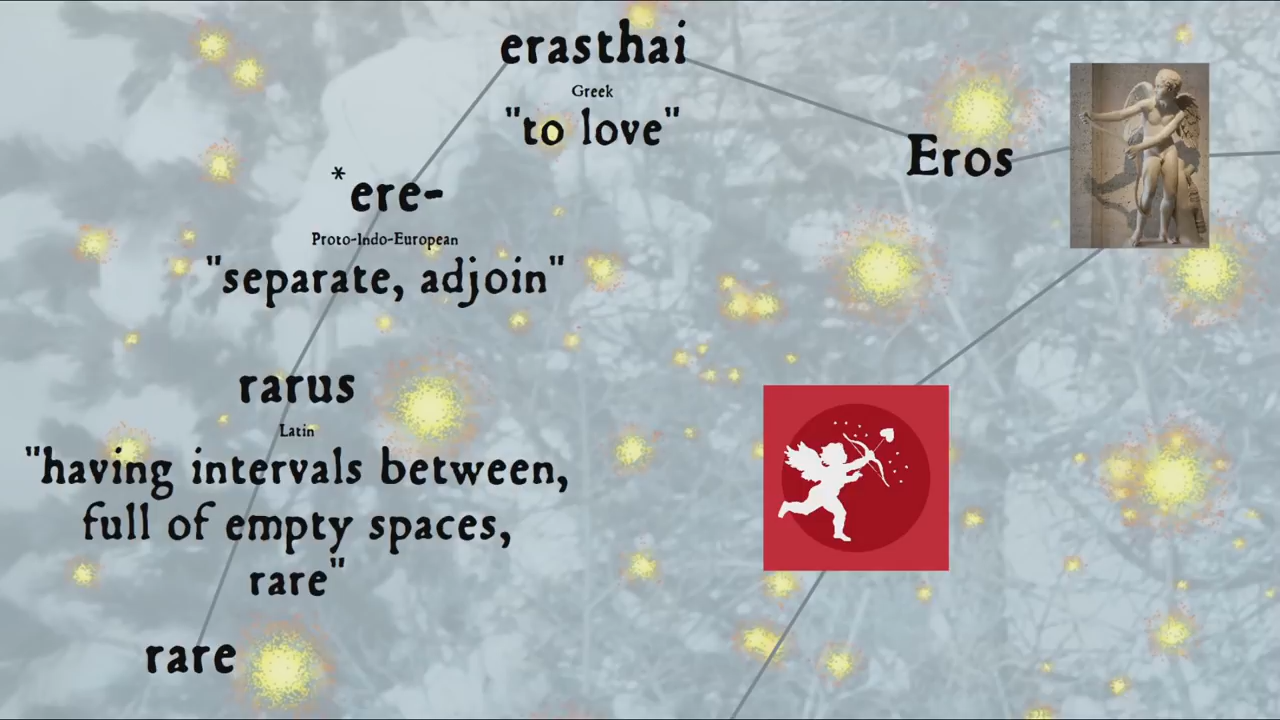 erasthai
Greek
"to love"
Eros
*ere-
Proto-Indo-European
"separate, adjoin"
rarus
Latin
"having intervals between,
full of empty spaces,
rare"
rare